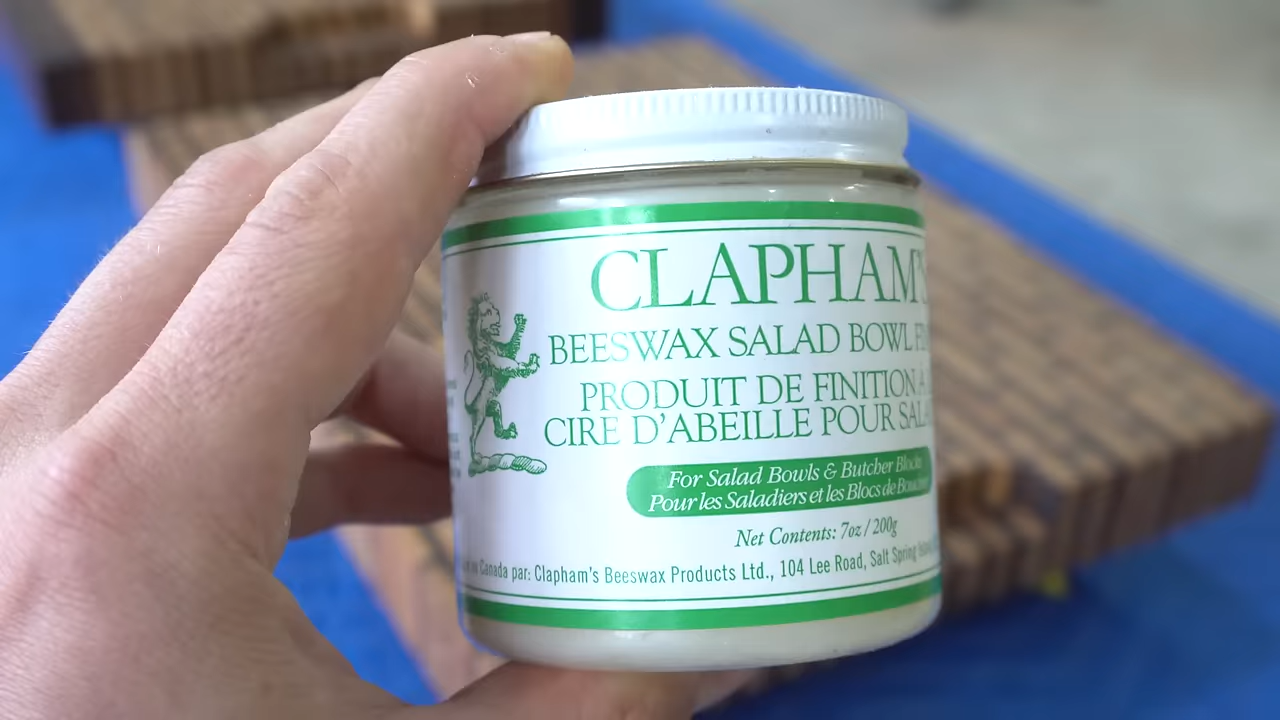 CLAPHAM'S
BEESWAX SALAD BOWL
PRODUIT DE FINITION À
CIRE D'ABEILLE POUR
For Salad Bowls & Butcher Blocks
Pour les Saladiers et les Blocs de
Net Contents: 7oz / 200g
Canada par: Clapham's Beeswax Products Ltd., 104 Lee Road, Salt Spring